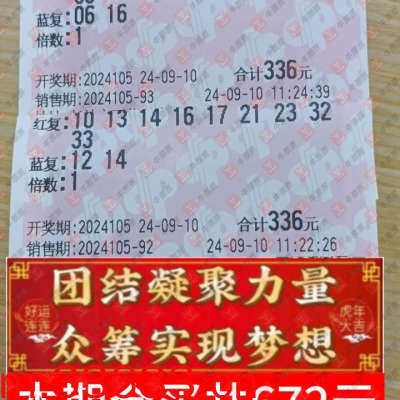 蓝复:06 16
倍数:1
开奖期:2024105 24-09-10 合计336元
销售期:2024105-93 24-09-10 11:24:39
红复:10 13 14 16 17 21 23 32
33
蓝复:12 14
倍数:1
开奖期:2024105 24-09-10 合计336元
销售期:2024105-92 24-09-10 11:22:26
团结凝聚力量
好运
连连
虎年
大吉
众筹实现梦想